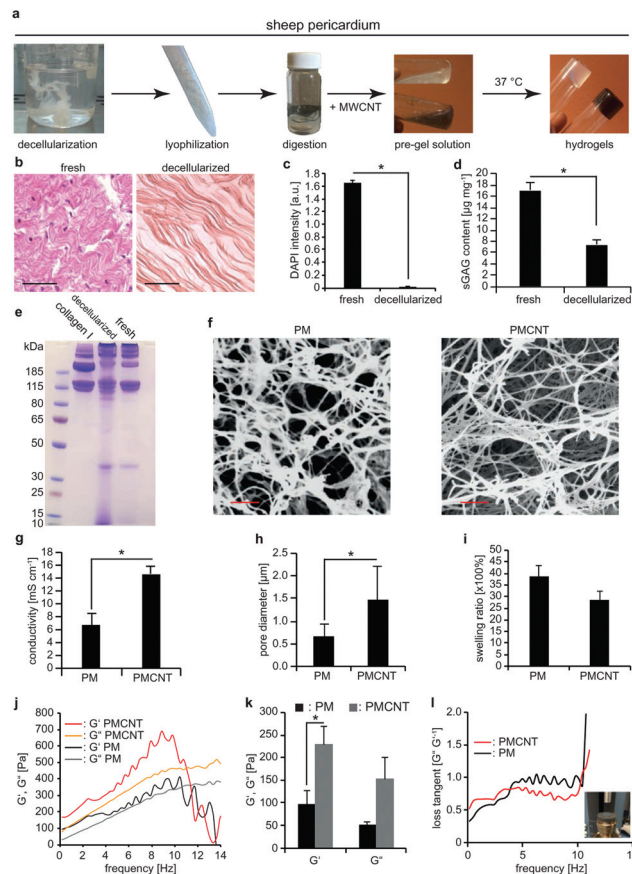 a
sheep pericardium
37 °C
+ MWCNT
decellularization
lyophilization
digestion
pre-gel solution
hydrogels
b
fresh
decellularized
c
DAPI intensity [a.u.]
1.8
1.6
1.4
1.2
1.0
0.8
0.6
0.4
0.2
0
*
fresh
decellularized
d
sGAG content [µg mg⁻¹]
20
18
16
14
12
10
8
6
4
2
0
*
fresh
decellularized
e
collagen I
decellularized
fresh
kDa
185
115
80
65
50
30
25
15
10
f
PM
PMCNT
g
conductivity [mS cm⁻¹]
16
14
12
10
8
6
4
2
0
*
PM
PMCNT
h
pore diameter [µm]
2.5
2.0
1.5
1.0
0.5
0
*
PM
PMCNT
i
swelling ratio [x100%]
50
45
40
35
30
25
20
15
10
5
0
PM
PMCNT
j
: G‘ PMCNT
: G“ PMCNT
: G‘ PM
: G“ PM
G‘, G“ [Pa]
800
700
600
500
400
300
200
100
0
0 2 4 6 8 10 12 14
frequency [Hz]
k
: PM
: PMCNT
G‘, G“ [Pa]
300
250
200
150
100
50
0
*
G‘
G“
l
: PMCNT
: PM
loss tangent [G“ G‘⁻¹]
2.0
1.5
1.0
0.5
0
0 5 10
frequency [Hz]